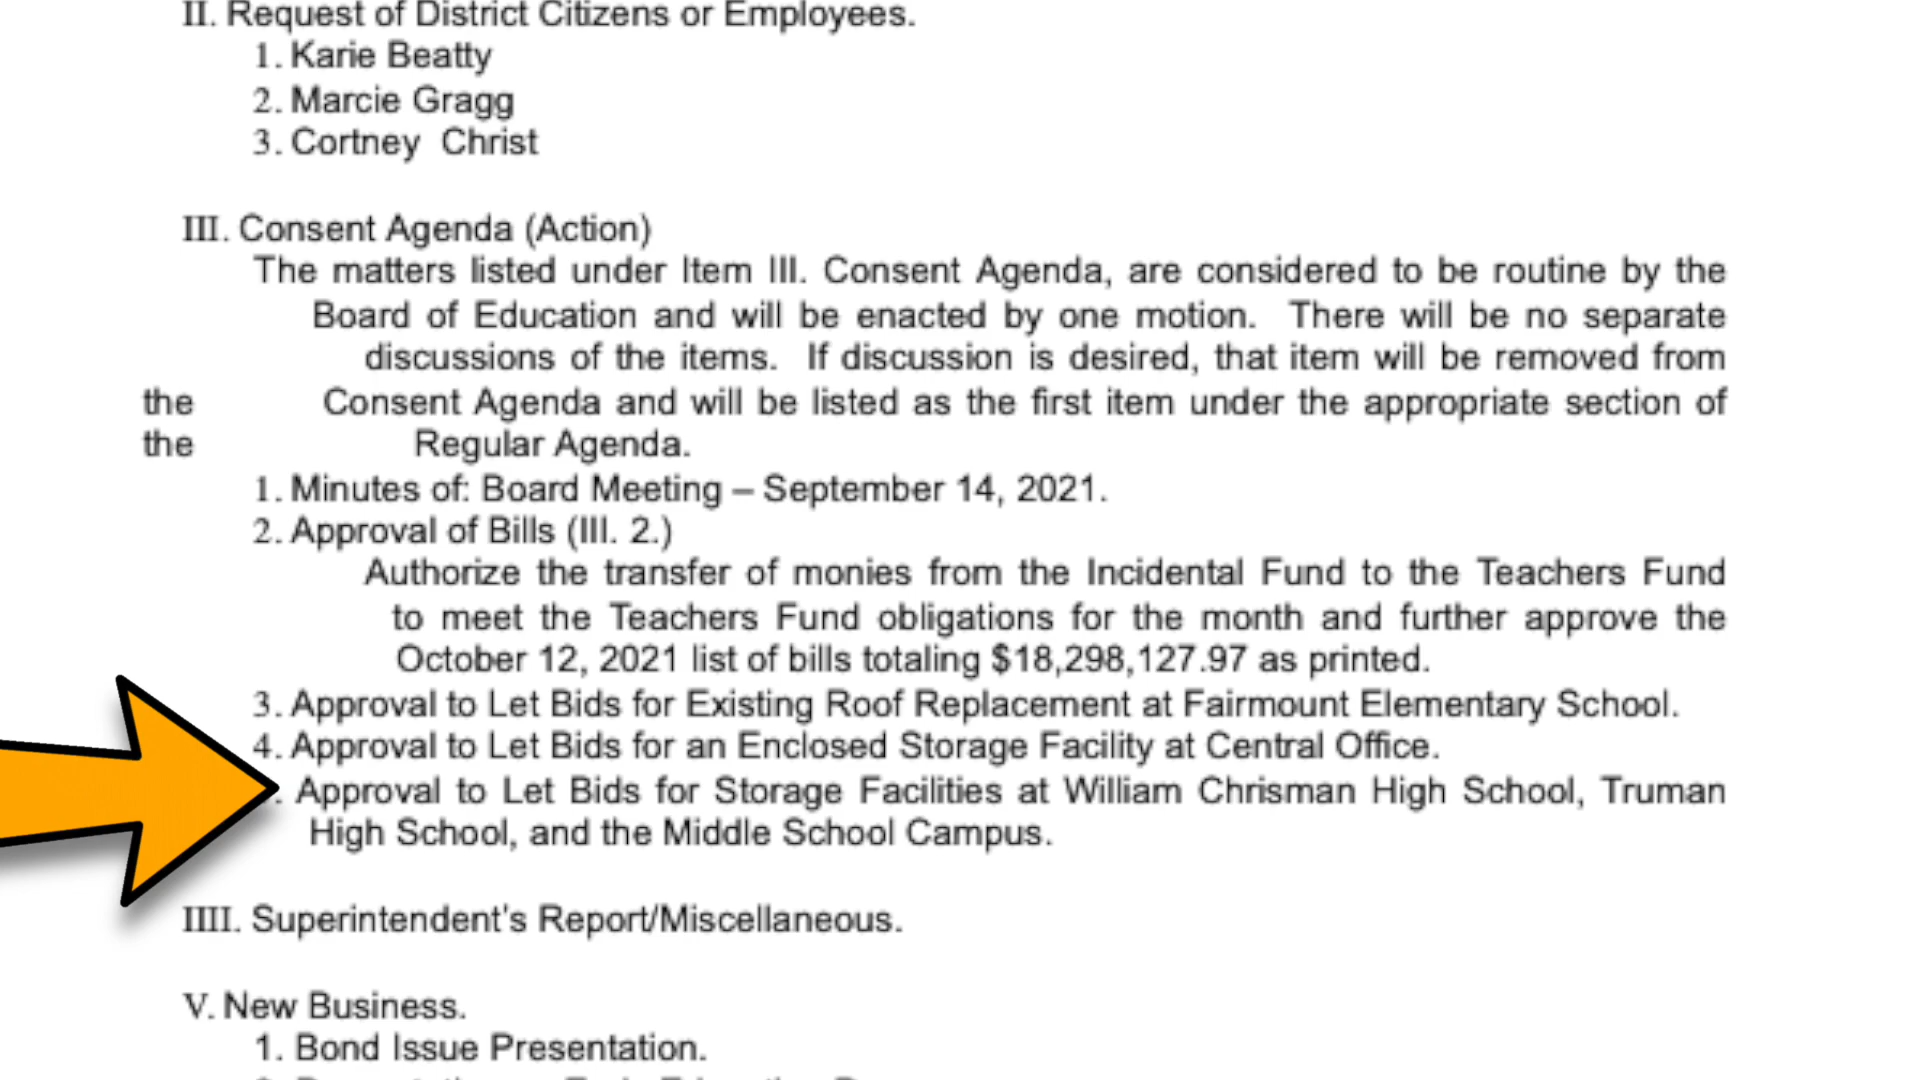 II. Request of District Citizens or Employees.
1. Karie Beatty
2. Marcie Gragg
3. Cortney Christ
III. Consent Agenda (Action)
The matters listed under Item III. Consent Agenda, are considered to be routine by the
Board of Education and will be enacted by one motion. There will be no separate
discussions of the items. If discussion is desired, that item will be removed from
the Consent Agenda and will be listed as the first item under the appropriate section of
the Regular Agenda.
1. Minutes of: Board Meeting – September 14, 2021.
2. Approval of Bills (III. 2.)
Authorize the transfer of monies from the Incidental Fund to the Teachers Fund
to meet the Teachers Fund obligations for the month and further approve the
October 12, 2021 list of bills totaling $18,298,127.97 as printed.
3. Approval to Let Bids for Existing Roof Replacement at Fairmount Elementary School.
4. Approval to Let Bids for an Enclosed Storage Facility at Central Office.
. Approval to Let Bids for Storage Facilities at William Chrisman High School, Truman
High School, and the Middle School Campus.
IIII. Superintendent's Report/Miscellaneous.
V. New Business.
1. Bond Issue Presentation.